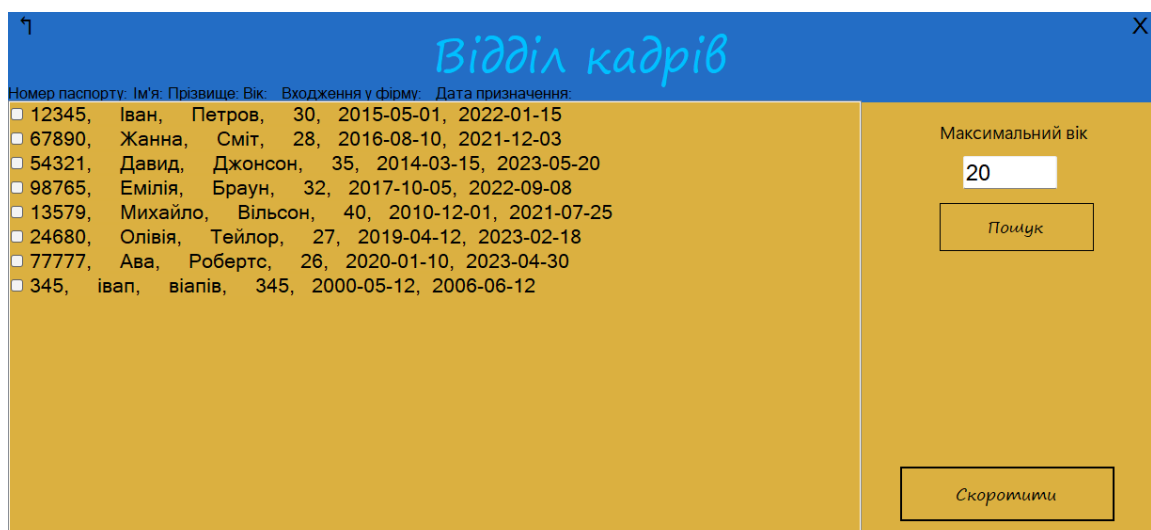 ↰ X
Відділ кадрів
Номер паспорту: Ім'я: Прізвище: Вік: Входження у фірму: Дата призначення:
12345, Іван, Петров, 30, 2015-05-01, 2022-01-15
67890, Жанна, Сміт, 28, 2016-08-10, 2021-12-03
54321, Давид, Джонсон, 35, 2014-03-15, 2023-05-20
98765, Емілія, Браун, 32, 2017-10-05, 2022-09-08
13579, Михайло, Вільсон, 40, 2010-12-01, 2021-07-25
24680, Олівія, Тейлор, 27, 2019-04-12, 2023-02-18
77777, Ава, Робертс, 26, 2020-01-10, 2023-04-30
345, івап, віапів, 345, 2000-05-12, 2006-06-12
Максимальний вік
20
Пошук
Скоротити